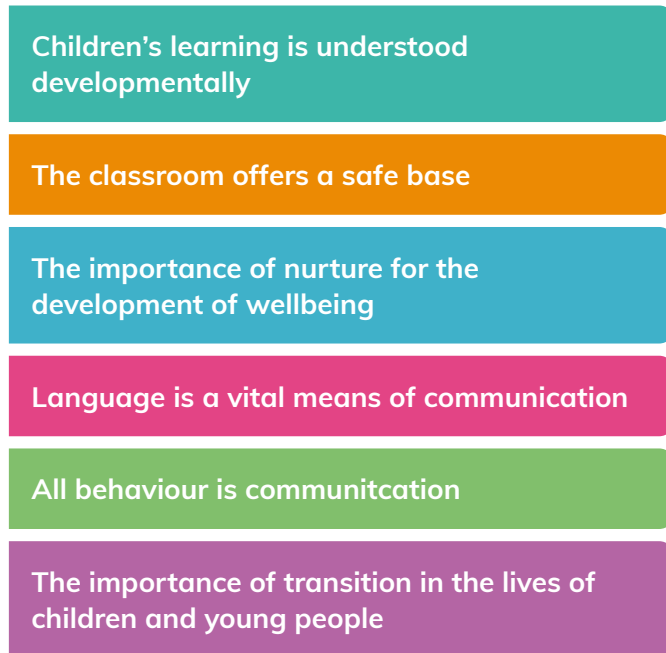 Children’s learning is understood
developmentally
The classroom offers a safe base
The importance of nurture for the
development of wellbeing
Language is a vital means of communication
All behaviour is communitcation
The importance of transition in the lives of
children and young people